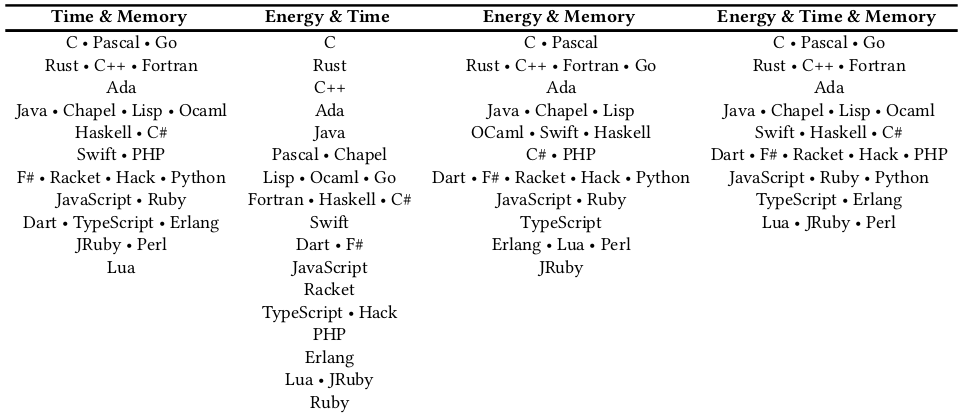 Time & Memory Energy & Time Energy & Memory Energy & Time & Memory
C • Pascal • Go C C • Pascal C • Pascal • Go
Rust • C++ • Fortran Rust Rust • C++ • Fortran • Go Rust • C++ • Fortran
Ada C++ Ada Ada
Java • Chapel • Lisp • Ocaml Ada Java • Chapel • Lisp Java • Chapel • Lisp • Ocaml
Haskell • C# Java OCaml • Swift • Haskell Swift • Haskell • C#
Swift • PHP Pascal • Chapel C# • PHP Dart • F# • Racket • Hack • PHP
F# • Racket • Hack • Python Lisp • Ocaml • Go Dart • F# • Racket • Hack • Python JavaScript • Ruby • Python
JavaScript • Ruby Fortran • Haskell • C# JavaScript • Ruby TypeScript • Erlang
Dart • TypeScript • Erlang Swift TypeScript Lua • JRuby • Perl
JRuby • Perl Dart • F# Erlang • Lua • Perl
Lua JavaScript JRuby
Racket
TypeScript • Hack
PHP
Erlang
Lua • JRuby
Ruby